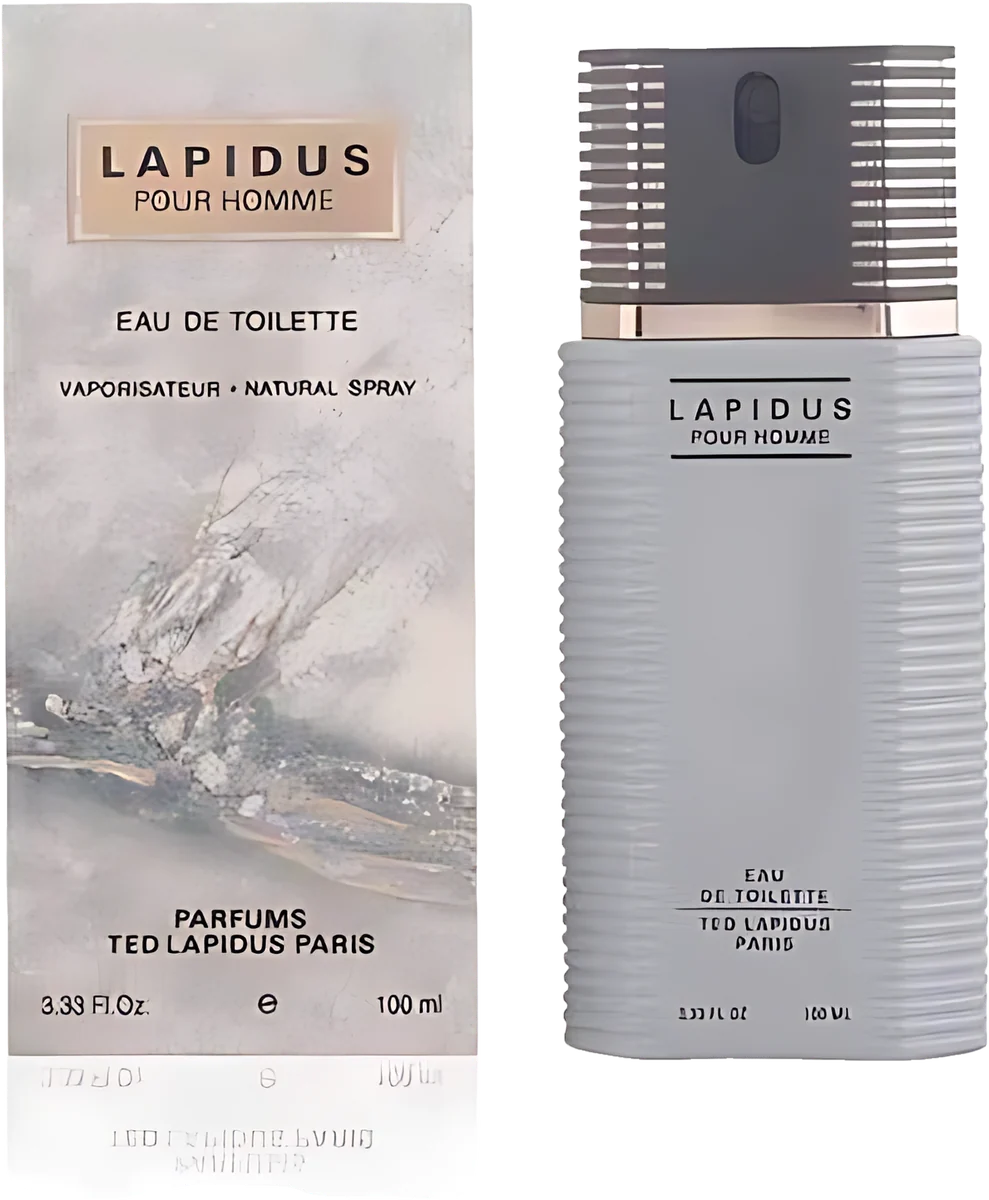 LAPIDUS
POUR HOMME
EAU DE TOILETTE
VAPORISATEUR • NATURAL SPRAY
PARFUMS
TED LAPIDUS PARIS
3.33 Fl.Oz. ℮ 100 ml
LAPIDUS
POUR HOMME
EAU
DE TOILETTE
TED LAPIDUS
PARIS